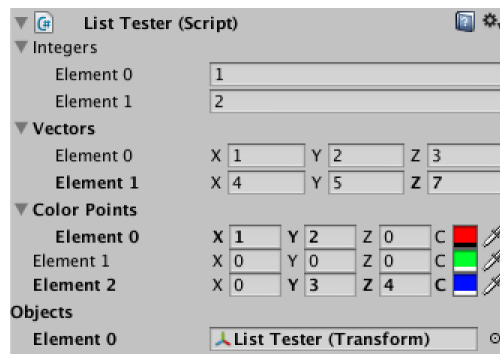 List Tester (Script)
Integers
Element 0 1
Element 1 2
Vectors
Element 0 X 1 Y 2 Z 3
Element 1 X 4 Y 5 Z 7
Color Points
Element 0 X 1 Y 2 Z 0 C
Element 1 X 0 Y 0 Z 0 C
Element 2 X 0 Y 3 Z 4 C
Objects
Element 0 List Tester (Transform)